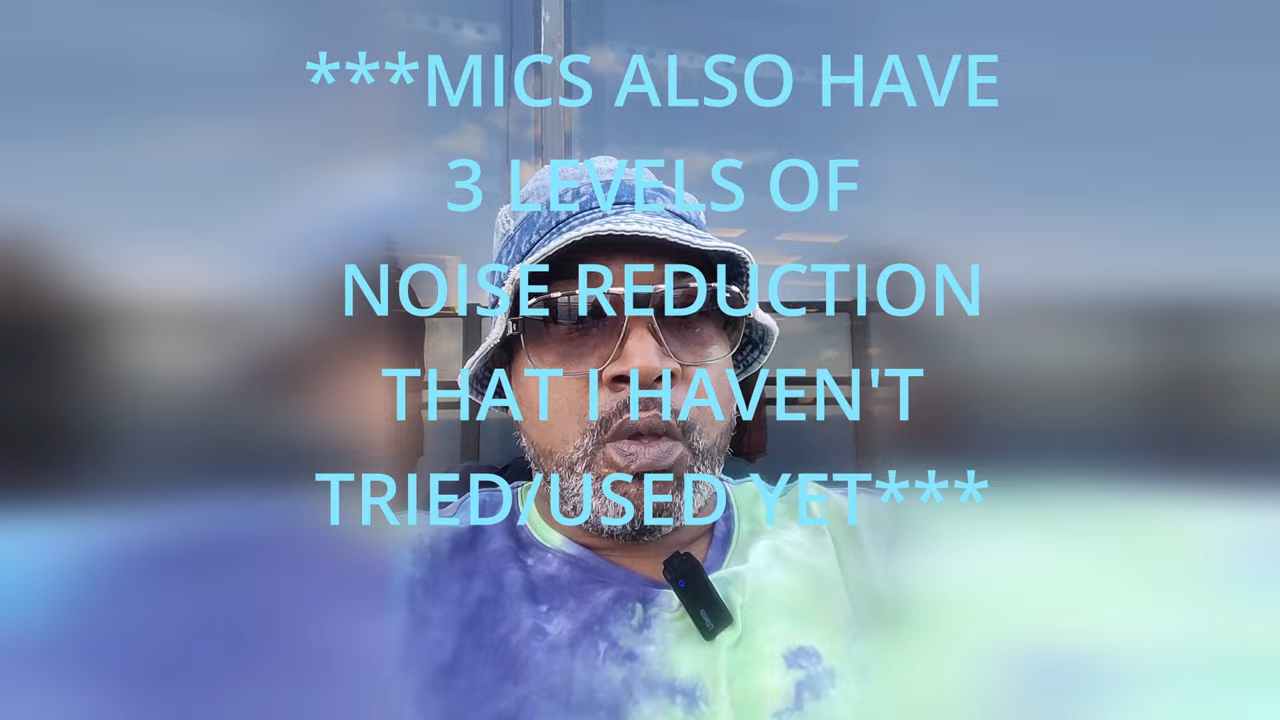 ***MICS ALSO HAVE
3 LEVELS OF
NOISE REDUCTION
THAT I HAVEN'T
TRIED/USED YET***